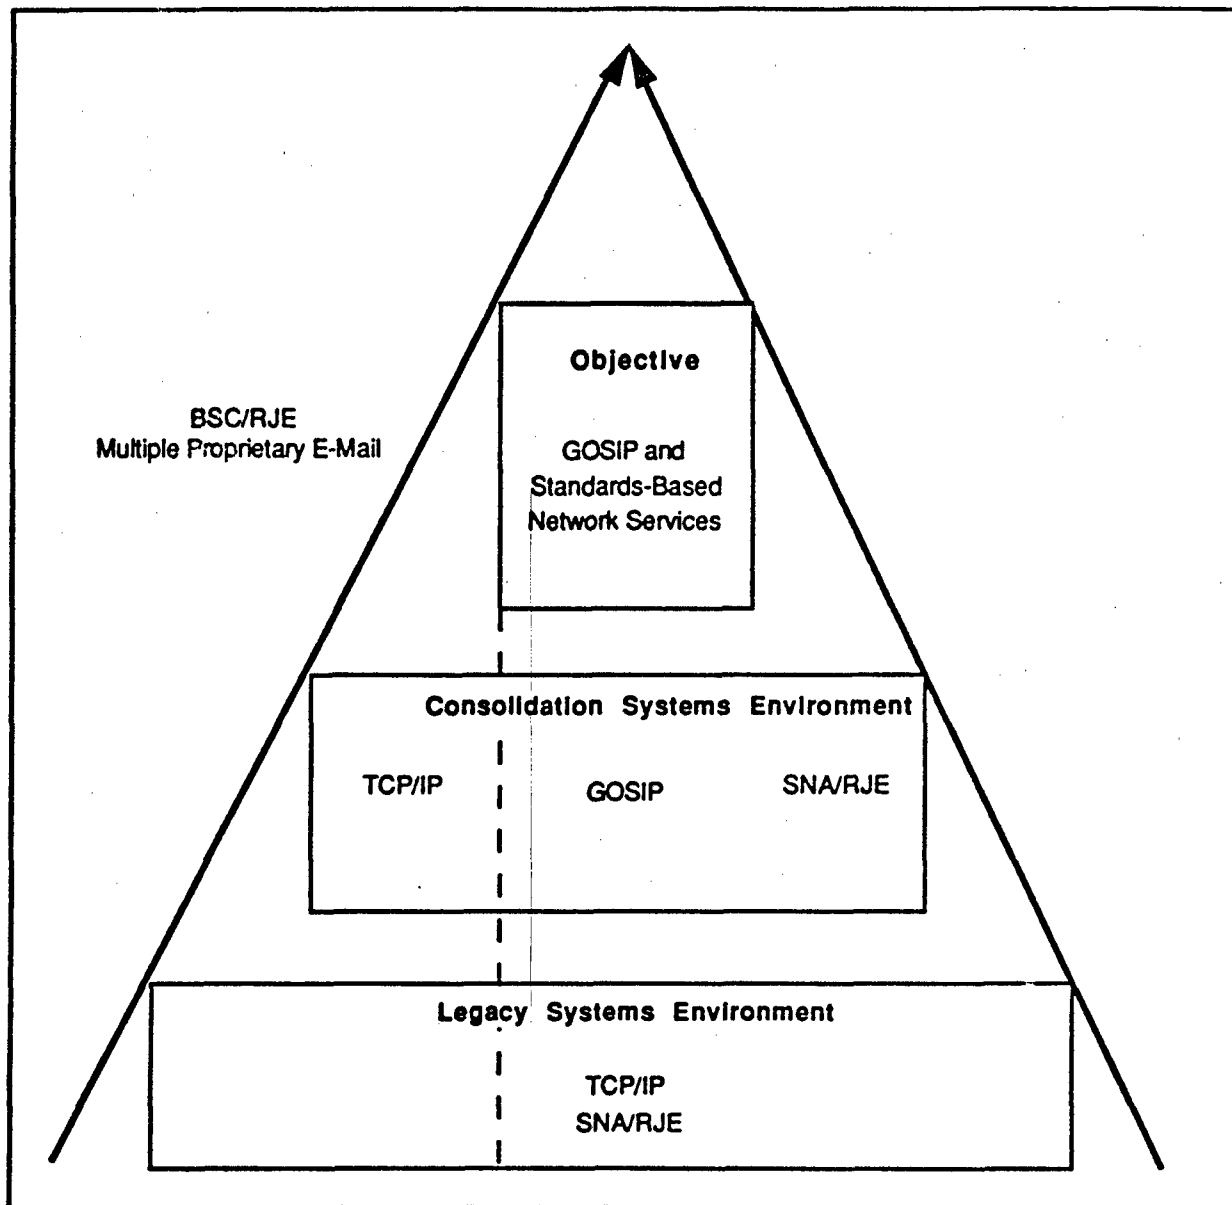 Objective
GOSIP and
Standards-Based
Network Services
BSC/RJE
Multiple Proprietary E-Mail
Consolidation Systems Environment
TCP/IP
GOSIP
SNA/RJE
Legacy Systems Environment
TCP/IP
SNA/RJE